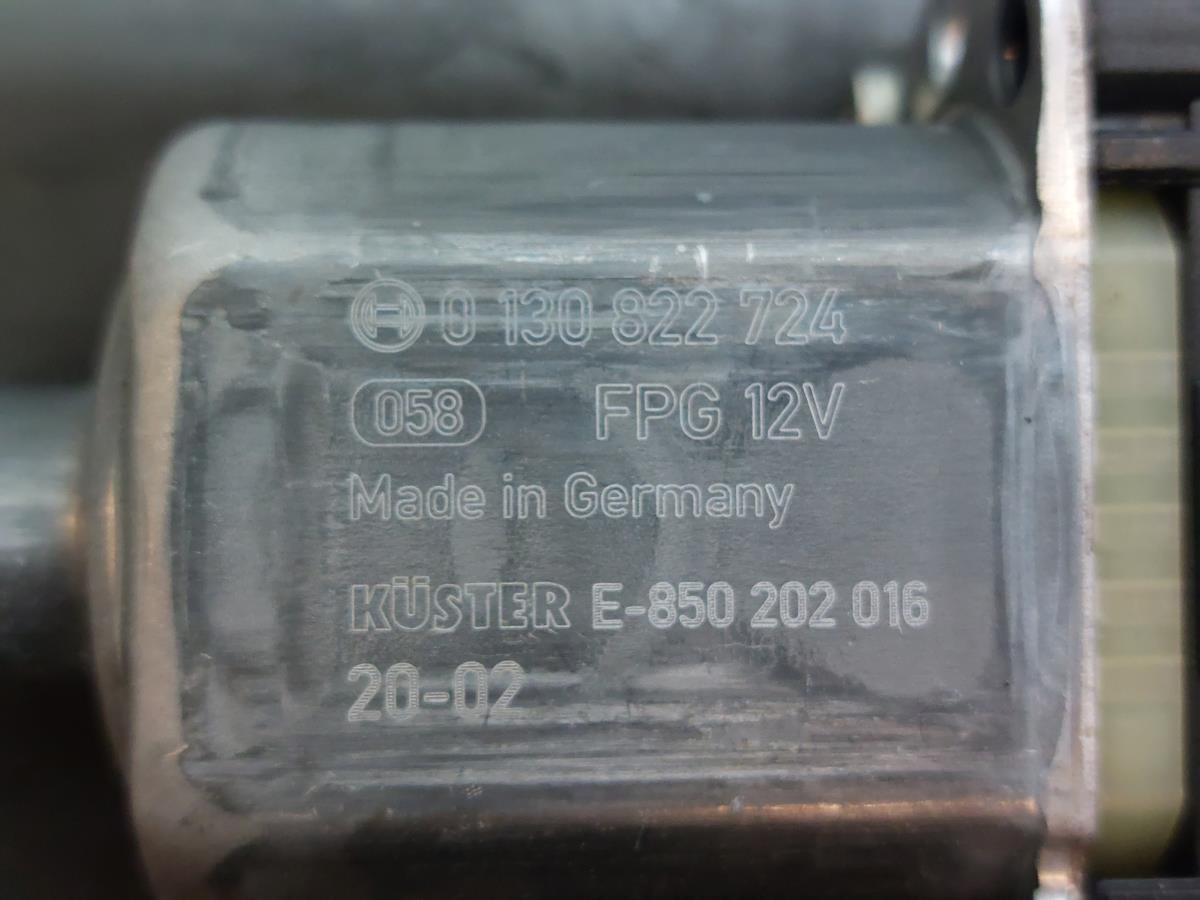 0 130 822 724
058 FPG 12V
Made in Germany
KÜSTER E-850 202 016
20-02